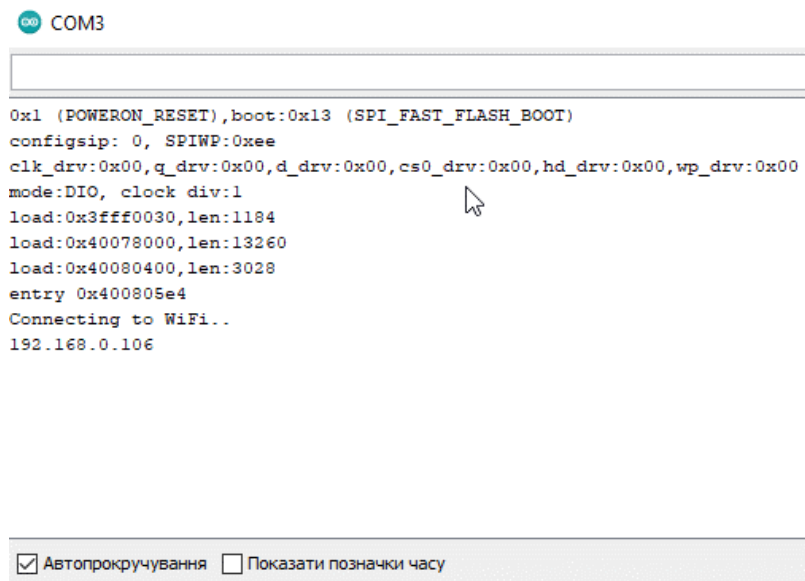 COM3
0x1 (POWERON_RESET),boot:0x13 (SPI_FAST_FLASH_BOOT)
configsip: 0, SPIWP:0xee
clk_drv:0x00,q_drv:0x00,d_drv:0x00,cs0_drv:0x00,hd_drv:0x00,wp_drv:0x00
mode:DIO, clock div:1
load:0x3fff0030,len:1184
load:0x40078000,len:13260
load:0x40080400,len:3028
entry 0x400805e4
Connecting to WiFi..
192.168.0.106
Автопрокручування Показати позначки часу